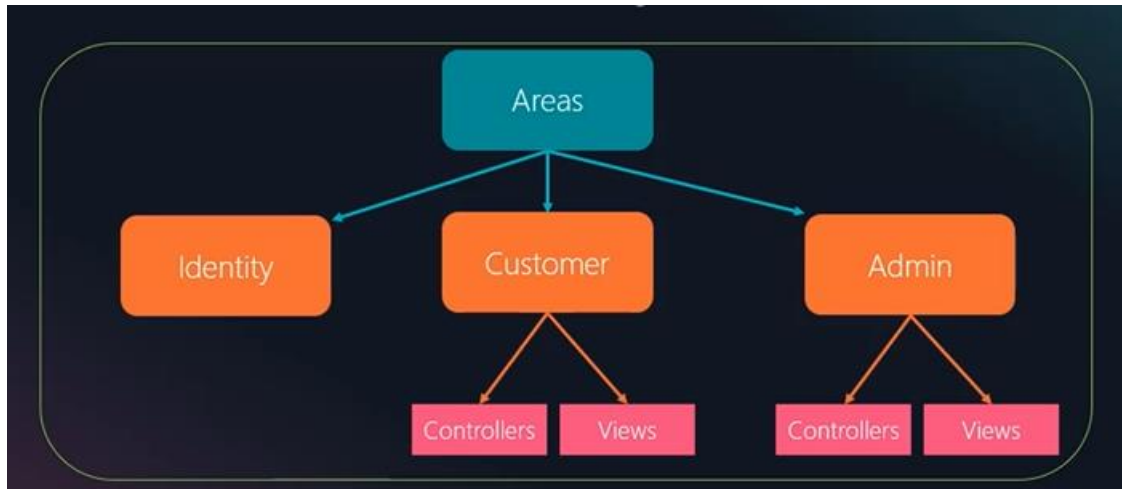 Areas
Identity
Customer
Admin
Controllers
Views
Controllers
Views